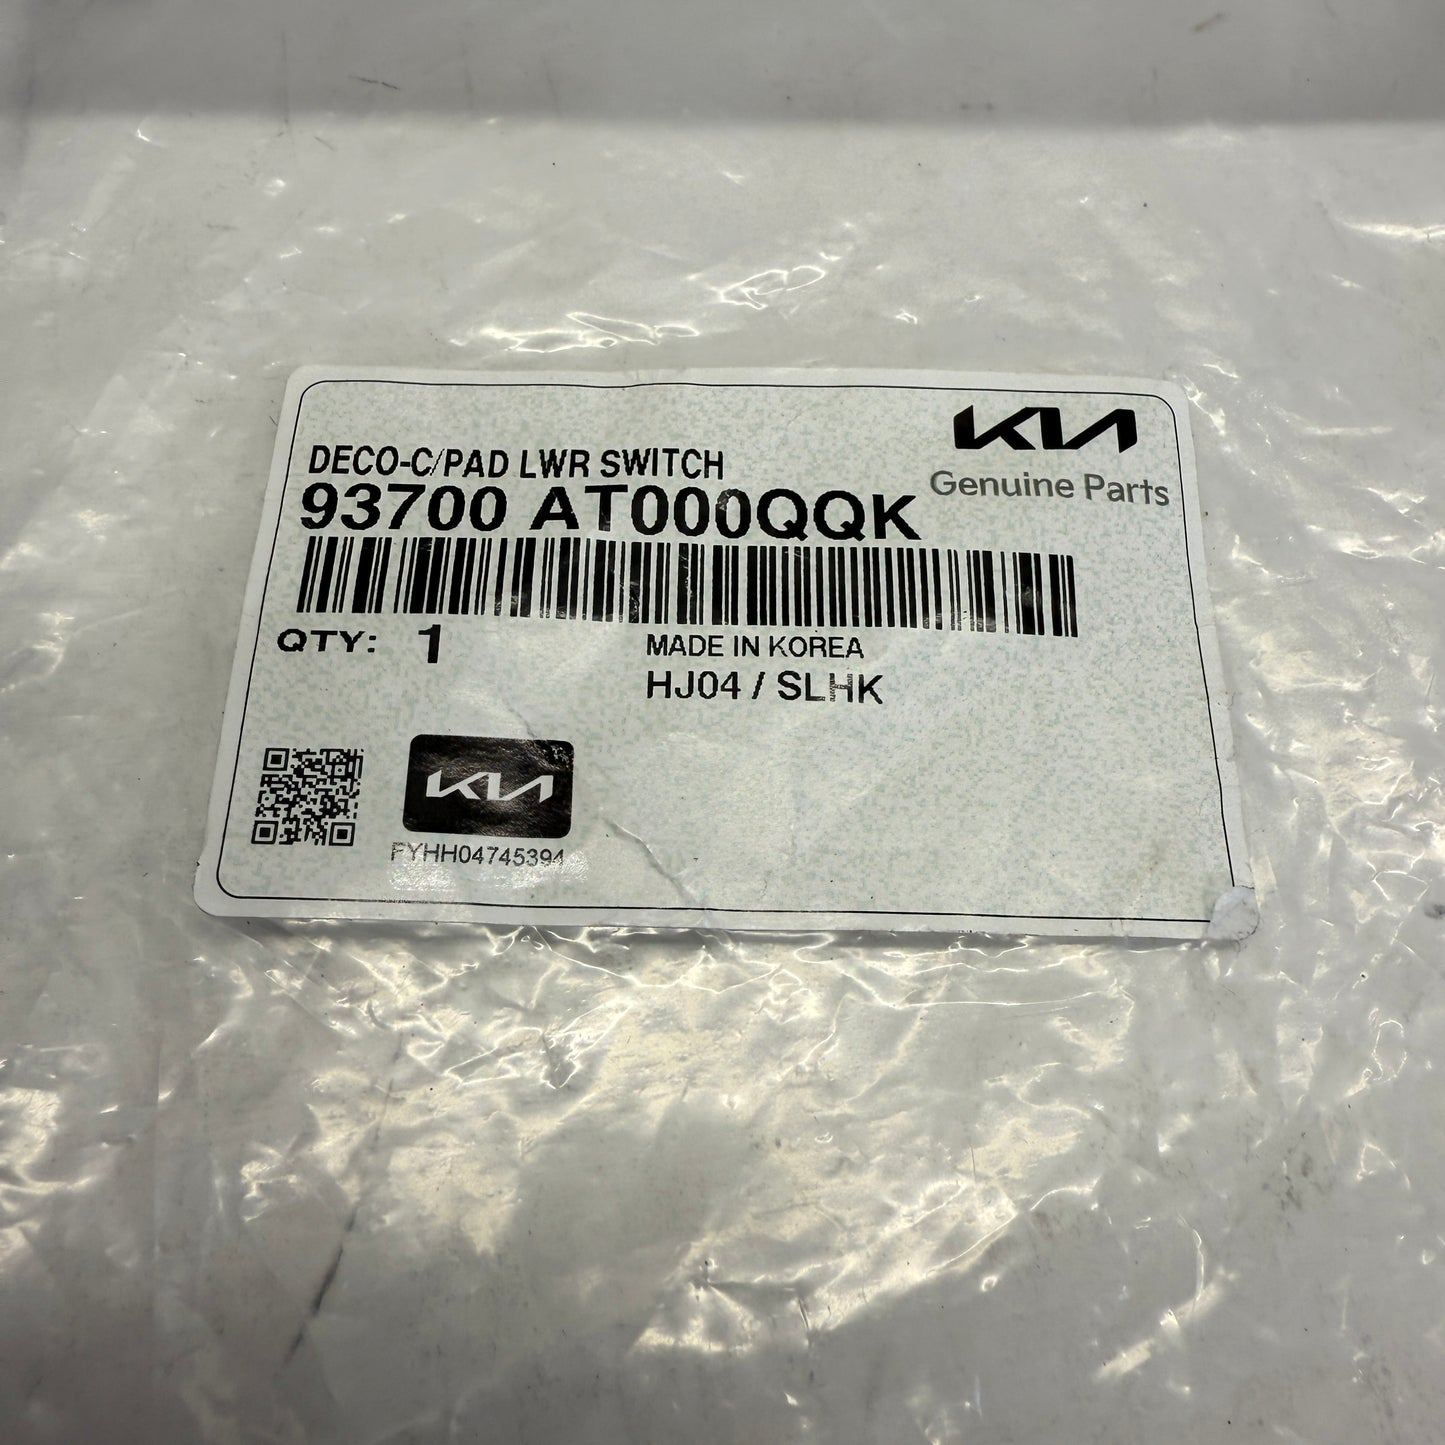 KIA
Genuine Parts
DECO-C/PAD LWR SWITCH
93700 AT000QQK
QTY: 1
MADE IN KOREA
HJ04 / SLHK
KIA
FYHH04745394